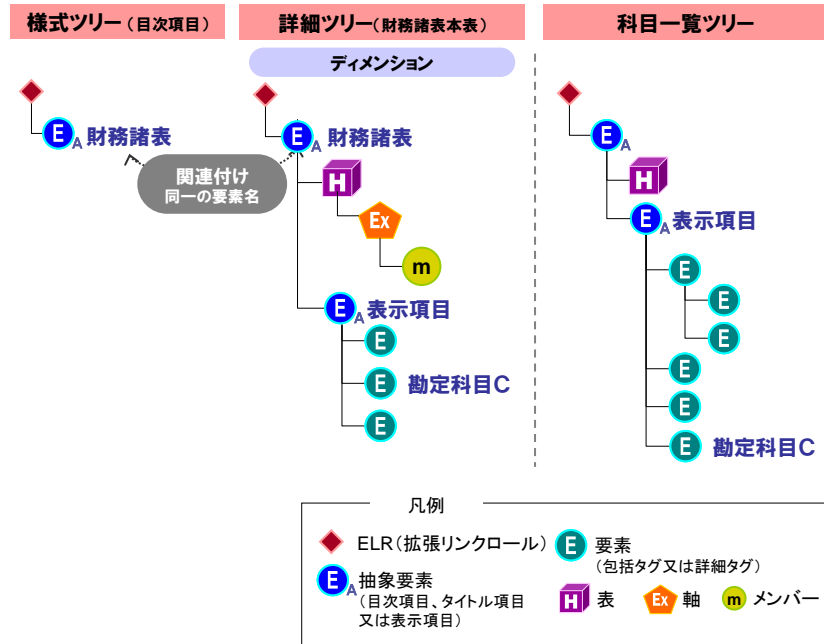 様式ツリー（目次項目）
詳細ツリー（財務諸表本表）
科目一覧ツリー
ディメンション
E A 財務諸表
関連付け
同一の要素名
E A 財務諸表
H
Ex
m
E A 表示項目
E
E 勘定科目C
E
E A
H
E A 表示項目
E
E
E
E
E
E 勘定科目C
凡例
ELR（拡張リンクロール）
E 要素
（包括タグ又は詳細タグ）
E A 抽象要素
（目次項目、タイトル項目
又は表示項目）
H 表
Ex 軸
m メンバー